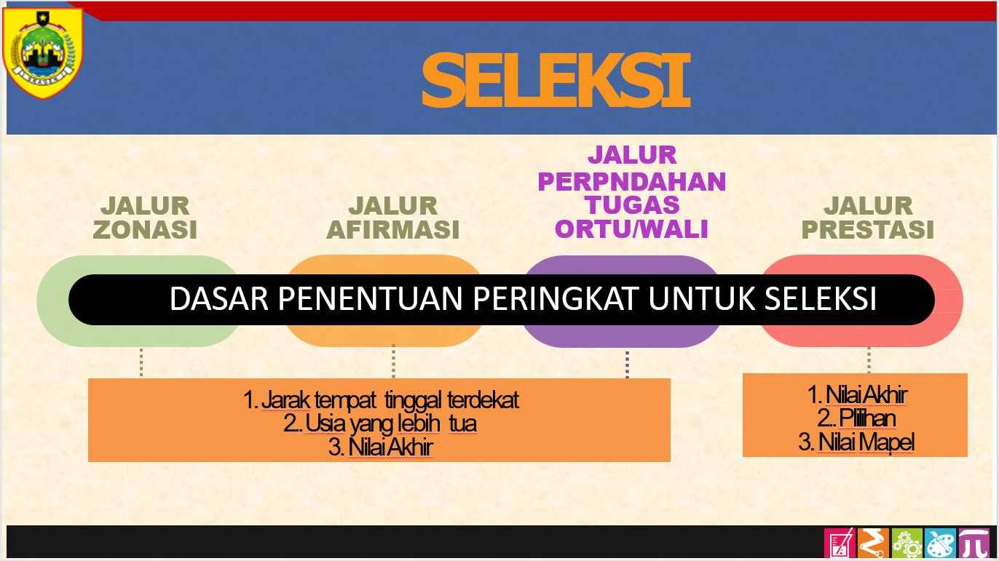 SELEKSI
JALUR
ZONASI
JALUR
AFIRMASI
JALUR
PERPNDAHAN
TUGAS
ORTU/WALI
JALUR
PRESTASI
DASAR PENENTUAN PERINGKAT UNTUK SELEKSI
1. Jarak tempat tinggal terdekat
2.. Usia yang lebih tua
3. Nilai Akhir
1. Nilai Akhir
2..
3. Nilai Mapel